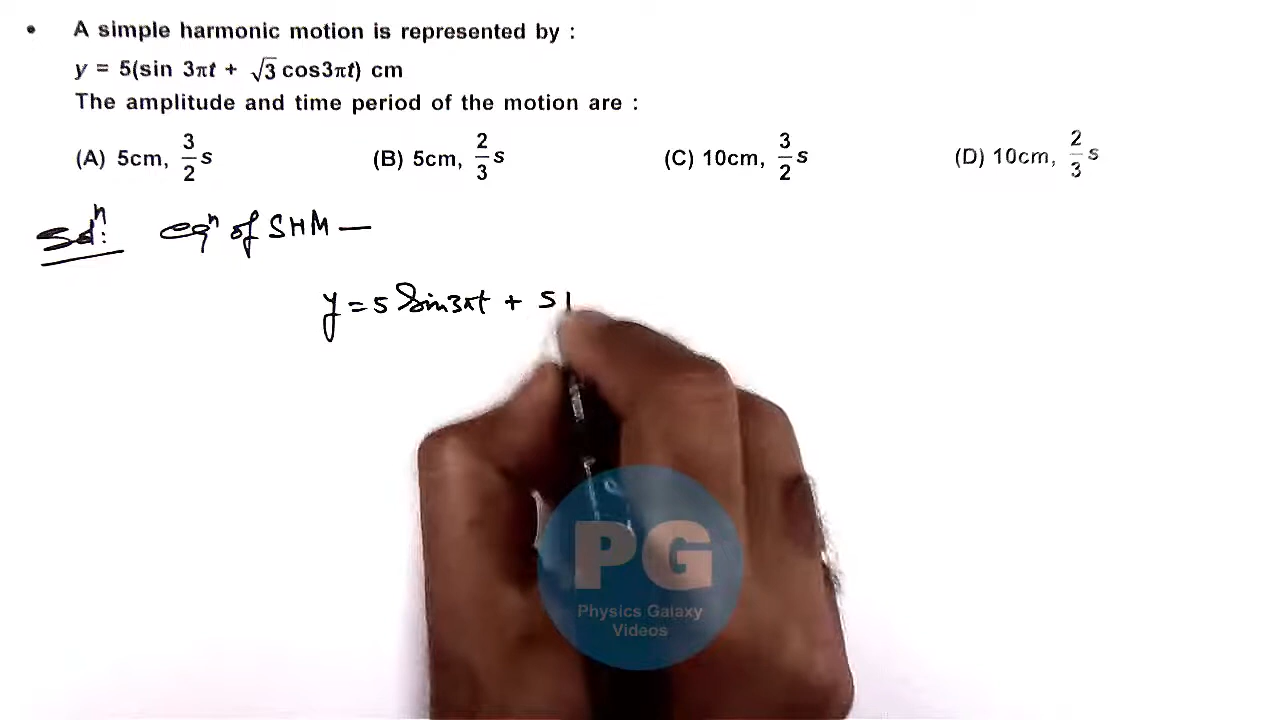 • A simple harmonic motion is represented by :
y = 5(sin 3πt + √3 cos3πt) cm
The amplitude and time period of the motion are :
(A) 5cm, 3/2 s (B) 5cm, 2/3 s (C) 10cm, 3/2 s (D) 10cm, 2/3 s
Solⁿ: eqⁿ of SHM —
y = 5 Sin3πt + 5
PG
Physics Galaxy
Videos